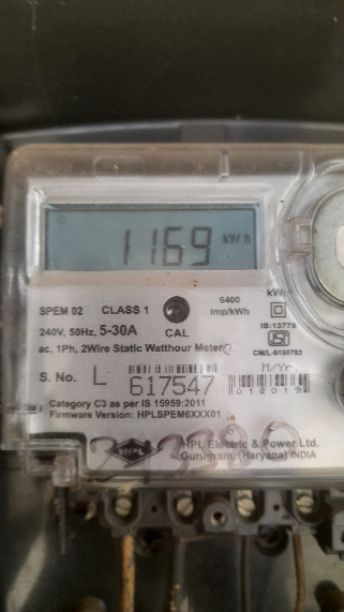 1169 kWh
SPEM 02 CLASS 1 6400 imp/kWh
240V, 50Hz, 5-30A CAL
IS:13779
ac, 1Ph, 2Wire Static Watthour Meter
CM/L-9190783
M/Yr
S. No. L 617547 012019
Category C3 as per IS 15959:2011
Firmware Version: HPLSPEM6XXX01
HPL Electric & Power Ltd.
Gurugram, (Haryana) INDIA